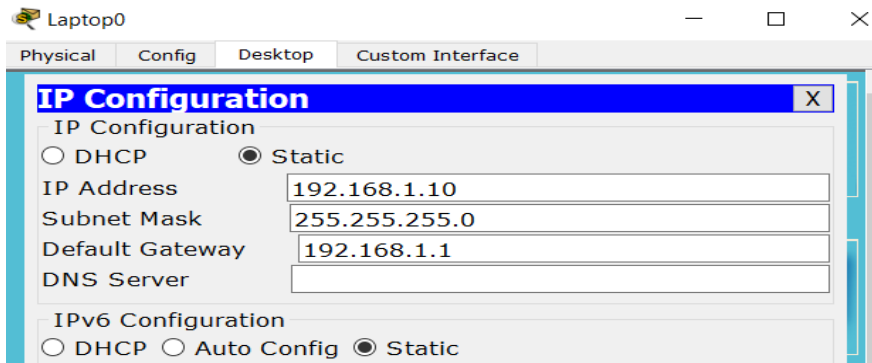 Laptop0
Physical Config Desktop Custom Interface
IP Configuration X
IP Configuration
DHCP Static
IP Address 192.168.1.10
Subnet Mask 255.255.255.0
Default Gateway 192.168.1.1
DNS Server
IPv6 Configuration
DHCP Auto Config Static